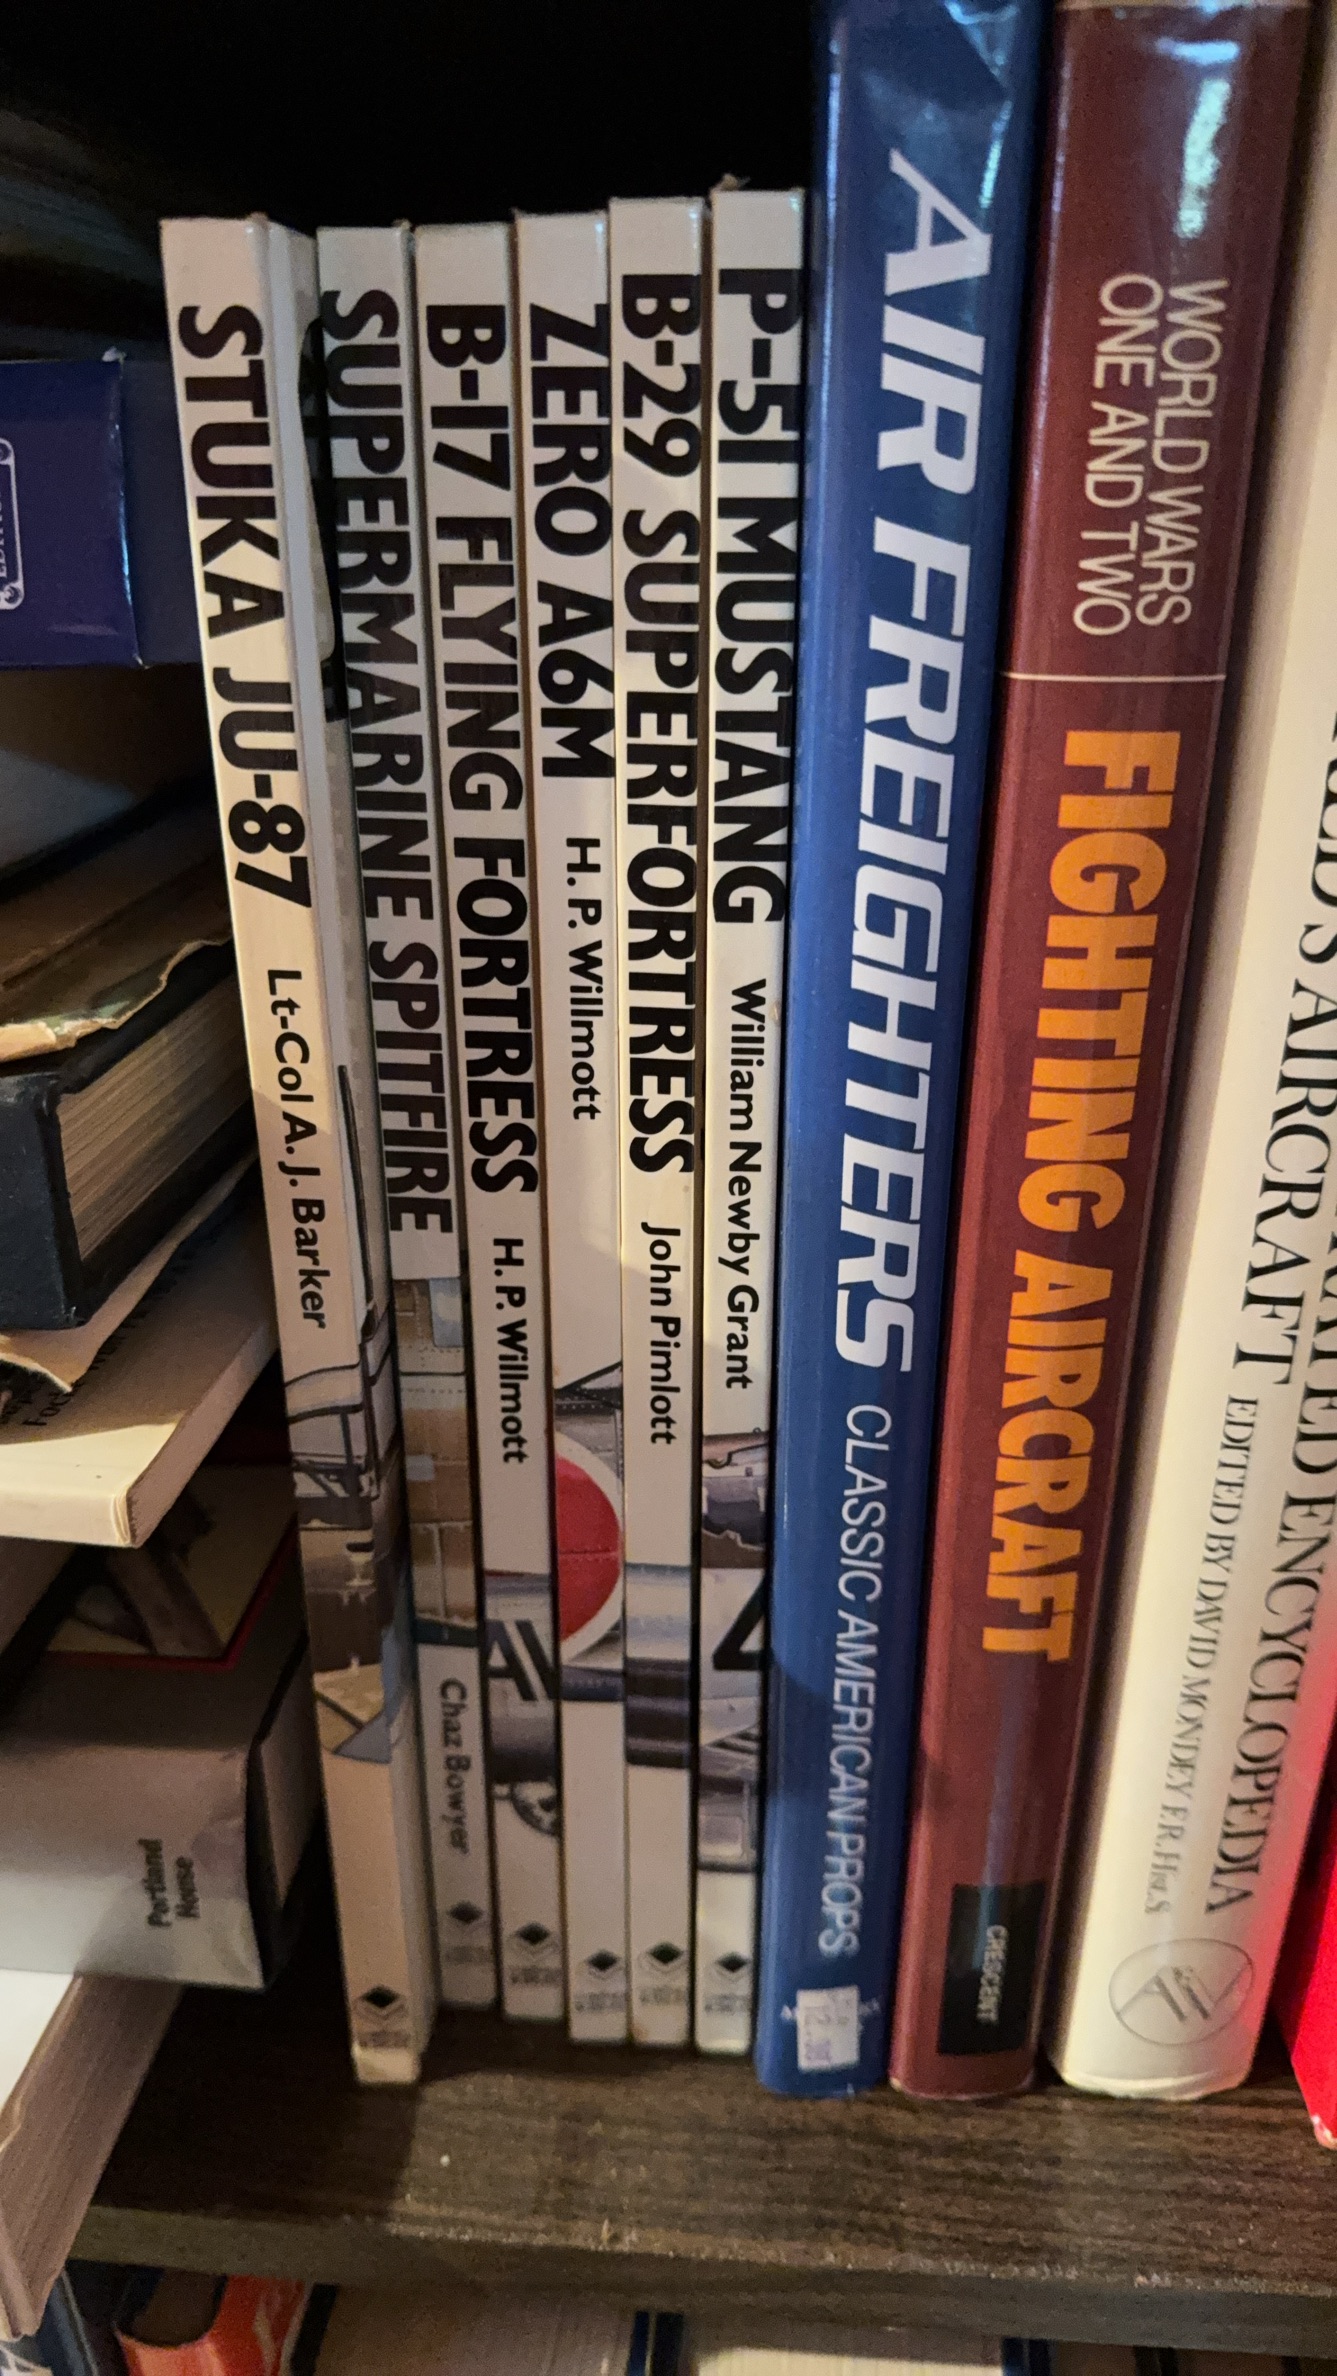 STUKA JU-87 Lt-Col A. J. Barker
SUPERMARINE SPITFIRE Chaz Bowyer
B-17 FLYING FORTRESS H. P. Willmott
ZERO A6M H. P. Willmott
B-29 SUPERFORTRESS John Pimlott
P-51 MUSTANG William Newby Grant
AIR FREIGHTERS CLASSIC AMERICAN PROPS
WORLD WARS
ONE AND TWO
FIGHTING AIRCRAFT
CRESCENT
ENCYCLOPEDIA
AIRCRAFT EDITED BY DAVID MONDEY F.R.Hist.S
Portland
House